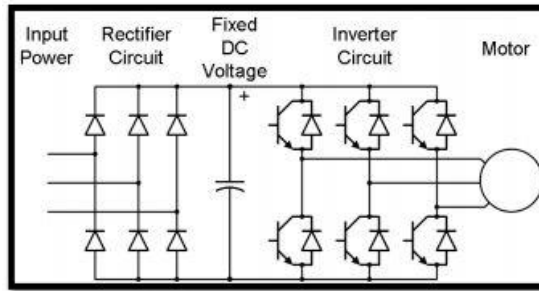 Input
Power
Rectifier
Circuit
Fixed
DC
Voltage
+
Inverter
Circuit
Motor